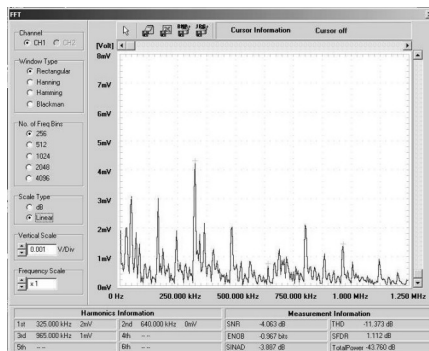 FFT
Channel
CH1 CH2
Window Type
Rectangular
Hanning
Hamming
Blackman
No. of Freq Bins
256
512
1024
2048
4096
Scale Type
dB
Linear
Vertical Scale
0.001 V/Div
Frequency Scale
x1
Cursor Information Cursor off
[Volt]
8mV
7mV
6mV
5mV
4mV
3mV
2mV
1mV
0mV
0 Hz 250.000 kHz 500.000 kHz 750.000 kHz 1.000 MHz 1.250 MHz
Harmonics Information
1st 325.000 kHz 2mV 2nd 640.000 kHz 0mV
3rd 965.000 kHz 1mV 4th - -
5th - - 6th - -
Measurement Information
SNR -4.063 dB THD -11.373 dB
ENOB -0.967 bits SFDR 1.112 dB
SINAD -3.887 dB TotalPower -43.760 dB